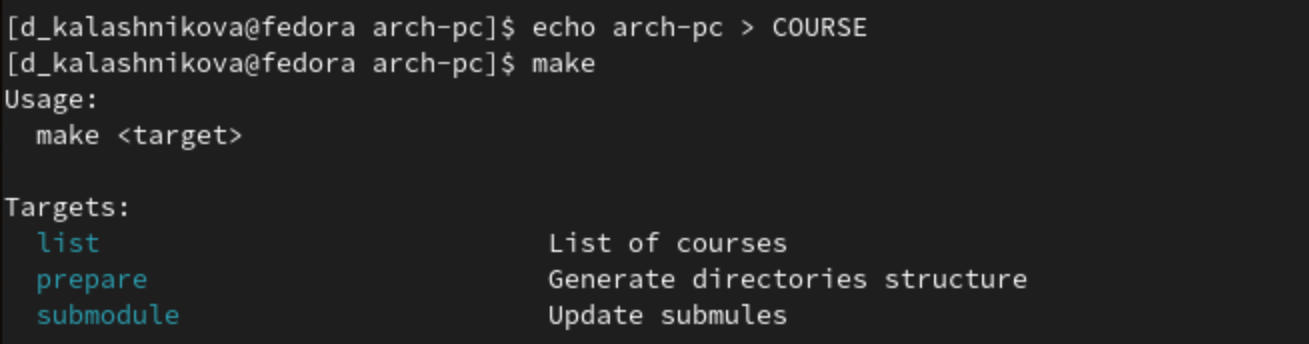 [d_kalashnikova@fedora arch-pc]$ echo arch-pc > COURSE
[d_kalashnikova@fedora arch-pc]$ make
Usage:
  make <target>

Targets:
  list                            List of courses
  prepare                         Generate directories structure
  submodule                       Update submules